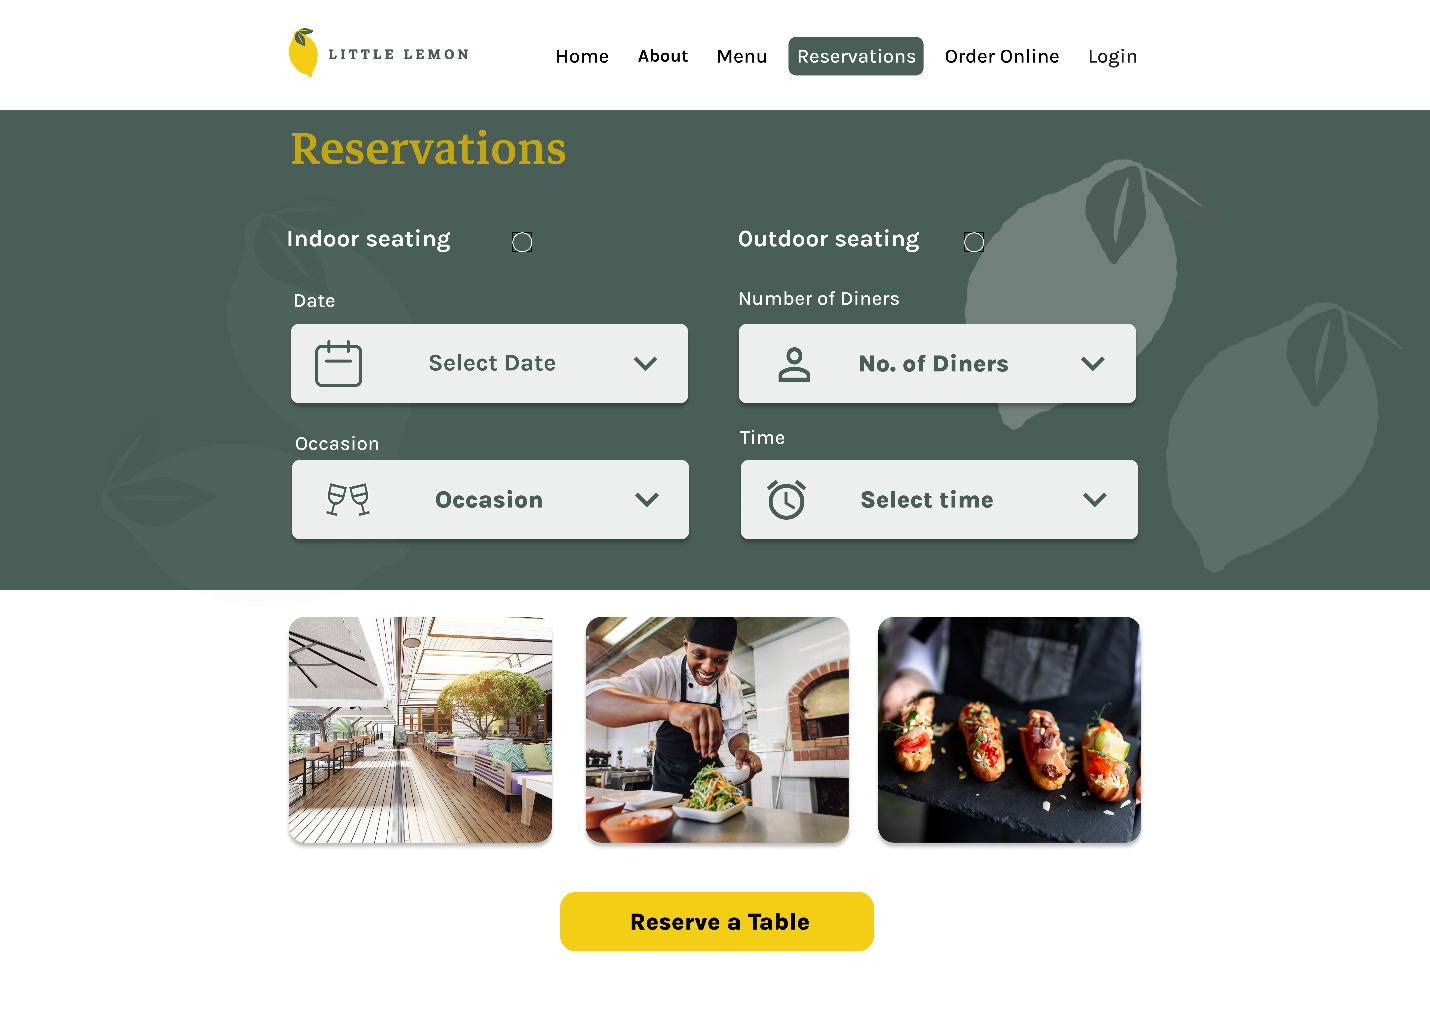 LITTLE LEMON
Home About Menu Reservations Order Online Login
Reservations
Indoor seating Outdoor seating
Date Number of Diners
Select Date No. of Diners
Occasion Time
Occasion Select time
Reserve a Table